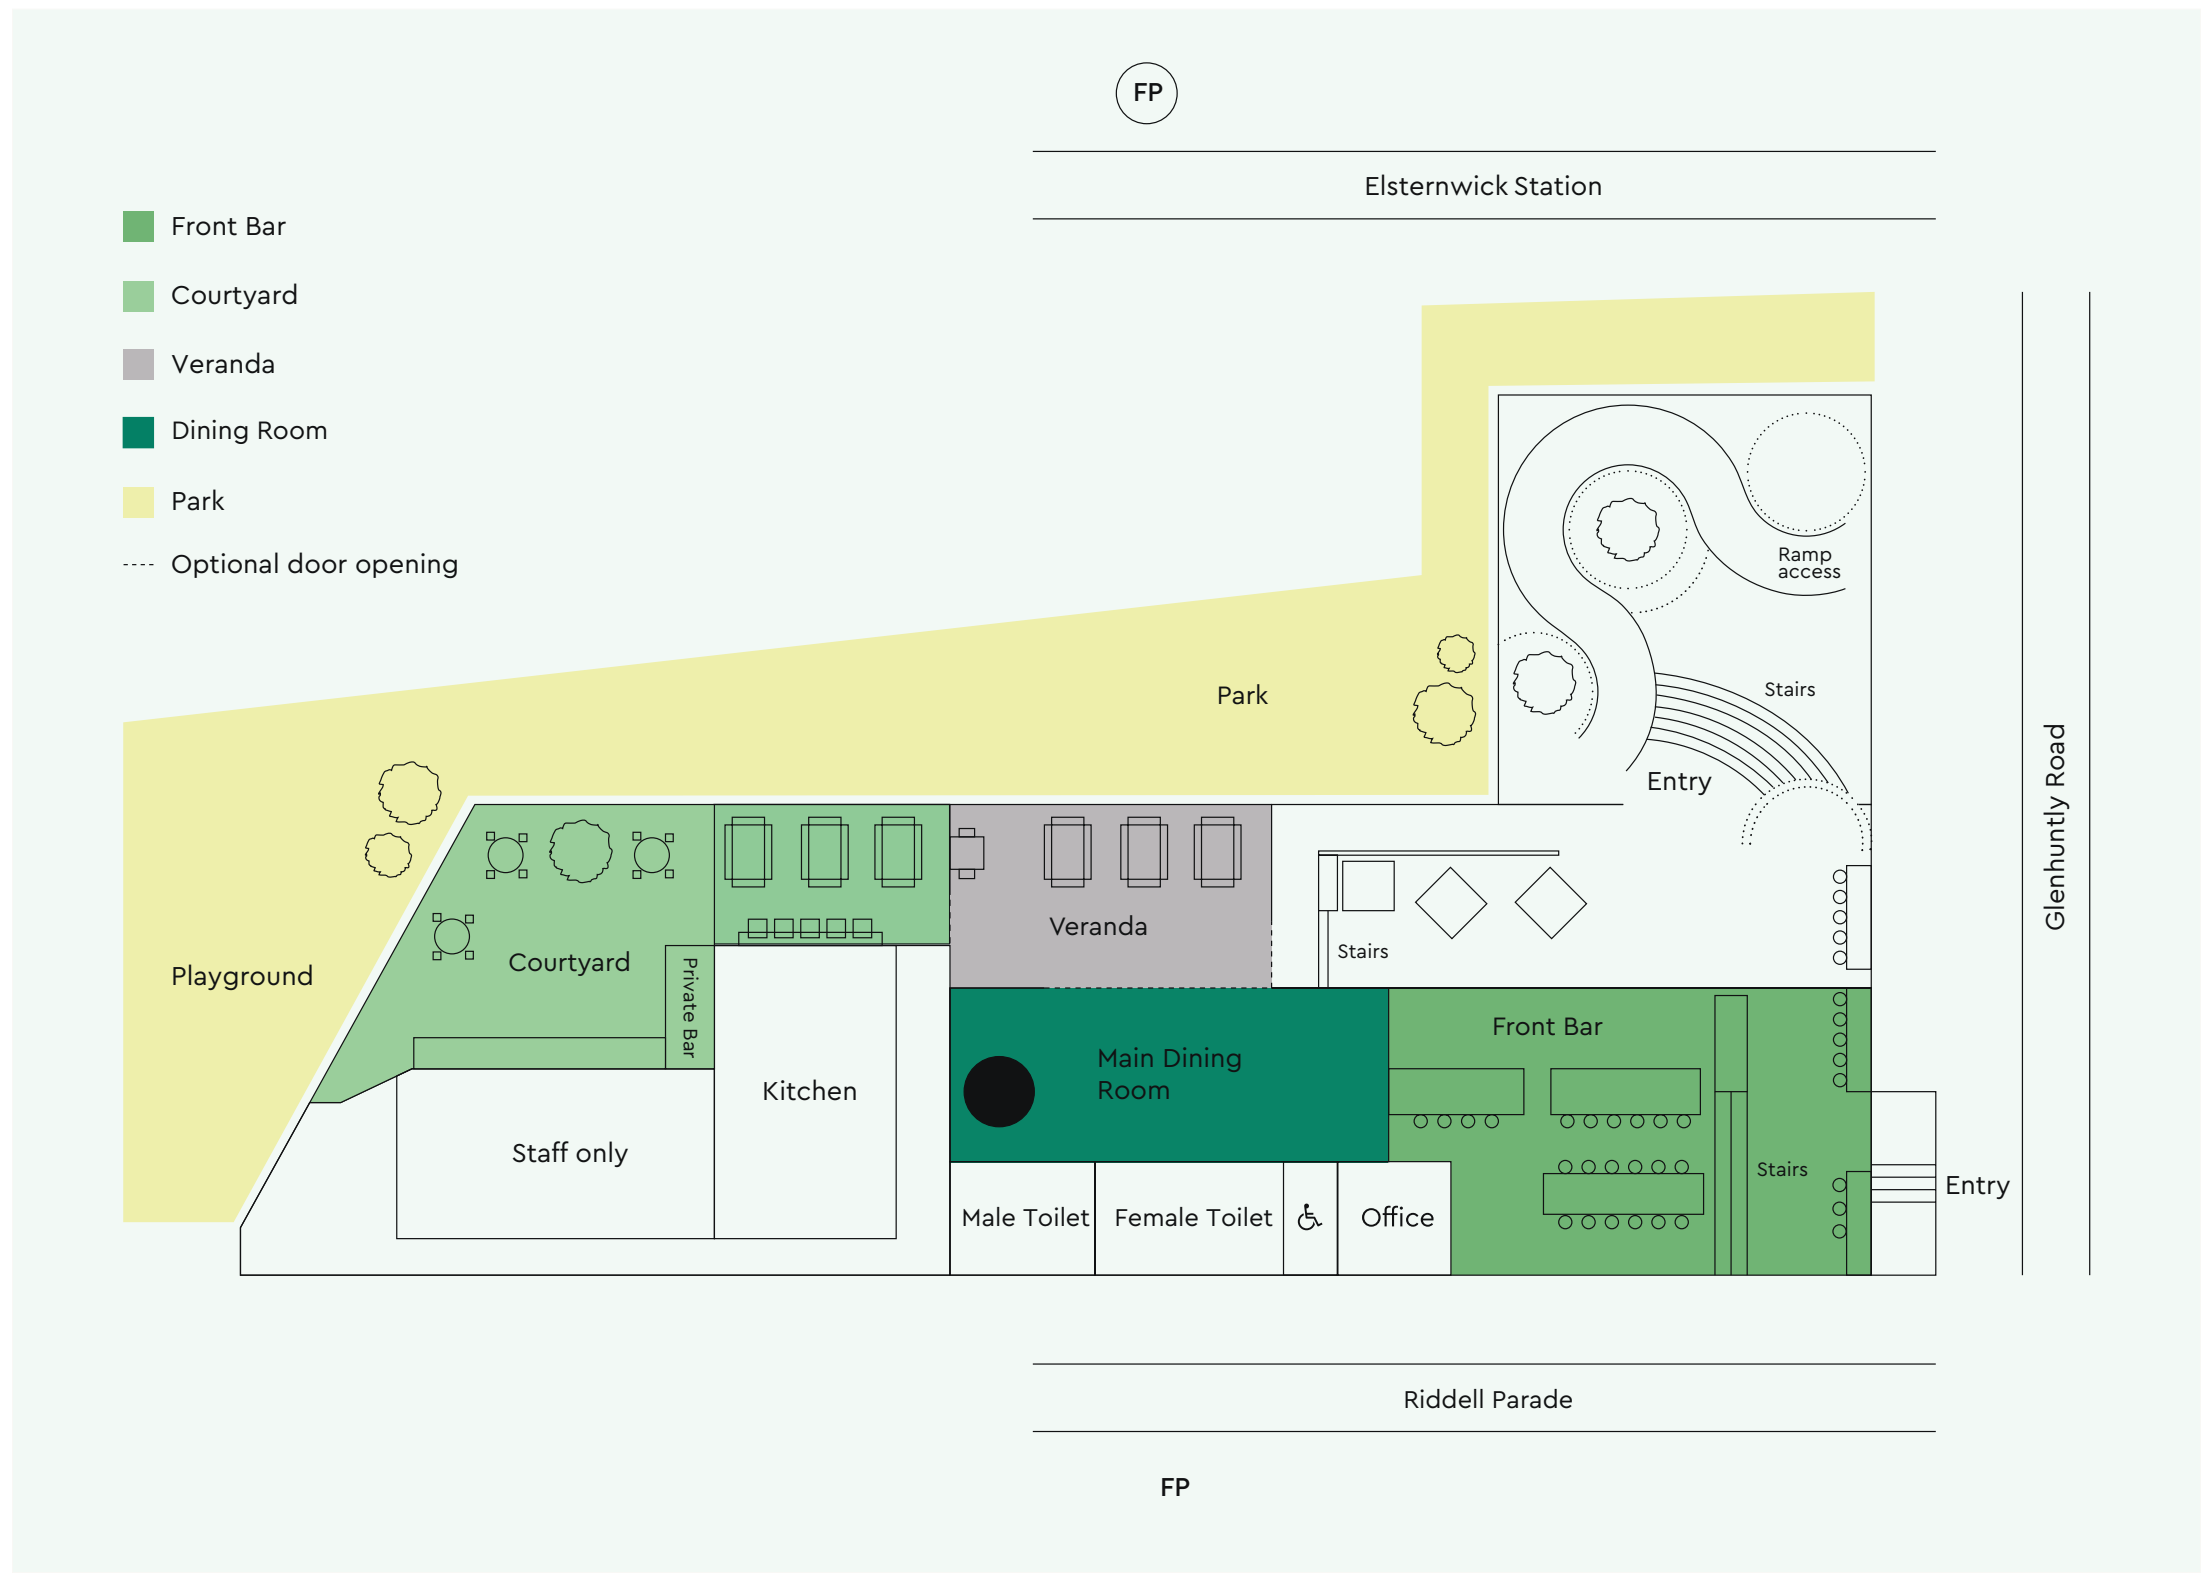 FP
Elsternwick Station
Front Bar
Courtyard
Veranda
Dining Room
Park
Optional door opening
Ramp
access
Stairs
Park
Entry
Glenhuntly Road
Veranda
Stairs
Courtyard
Playground
Private Bar
Front Bar
Main Dining
Room
Kitchen
Staff only
Stairs
Entry
Male Toilet
Female Toilet
Office
Riddell Parade
FP